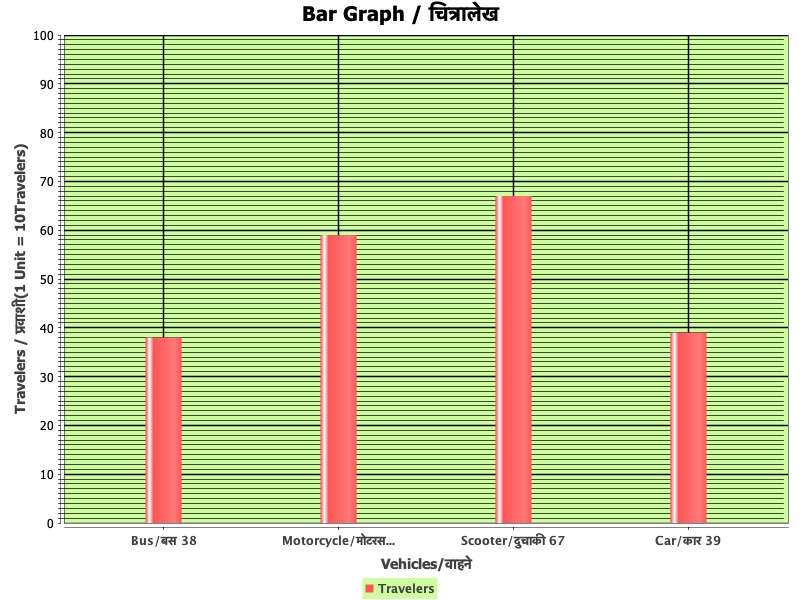 Bar Graph / चित्रालेख
Travelers / प्रवाशी(1 Unit = 10Travelers)
100
90
80
70
60
50
40
30
20
10
0
Bus/बस 38 Motorcycle/मोटरस... Scooter/दुचाकी 67 Car/कार 39
Vehicles/वाहने
Travelers